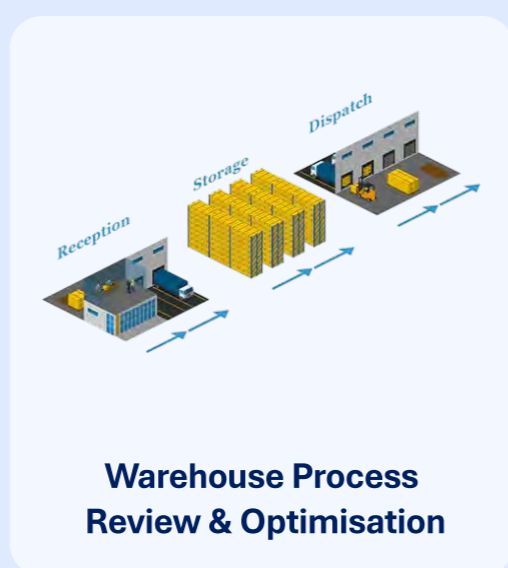 Dispatch
Storage
Reception
Warehouse Process
Review & Optimisation